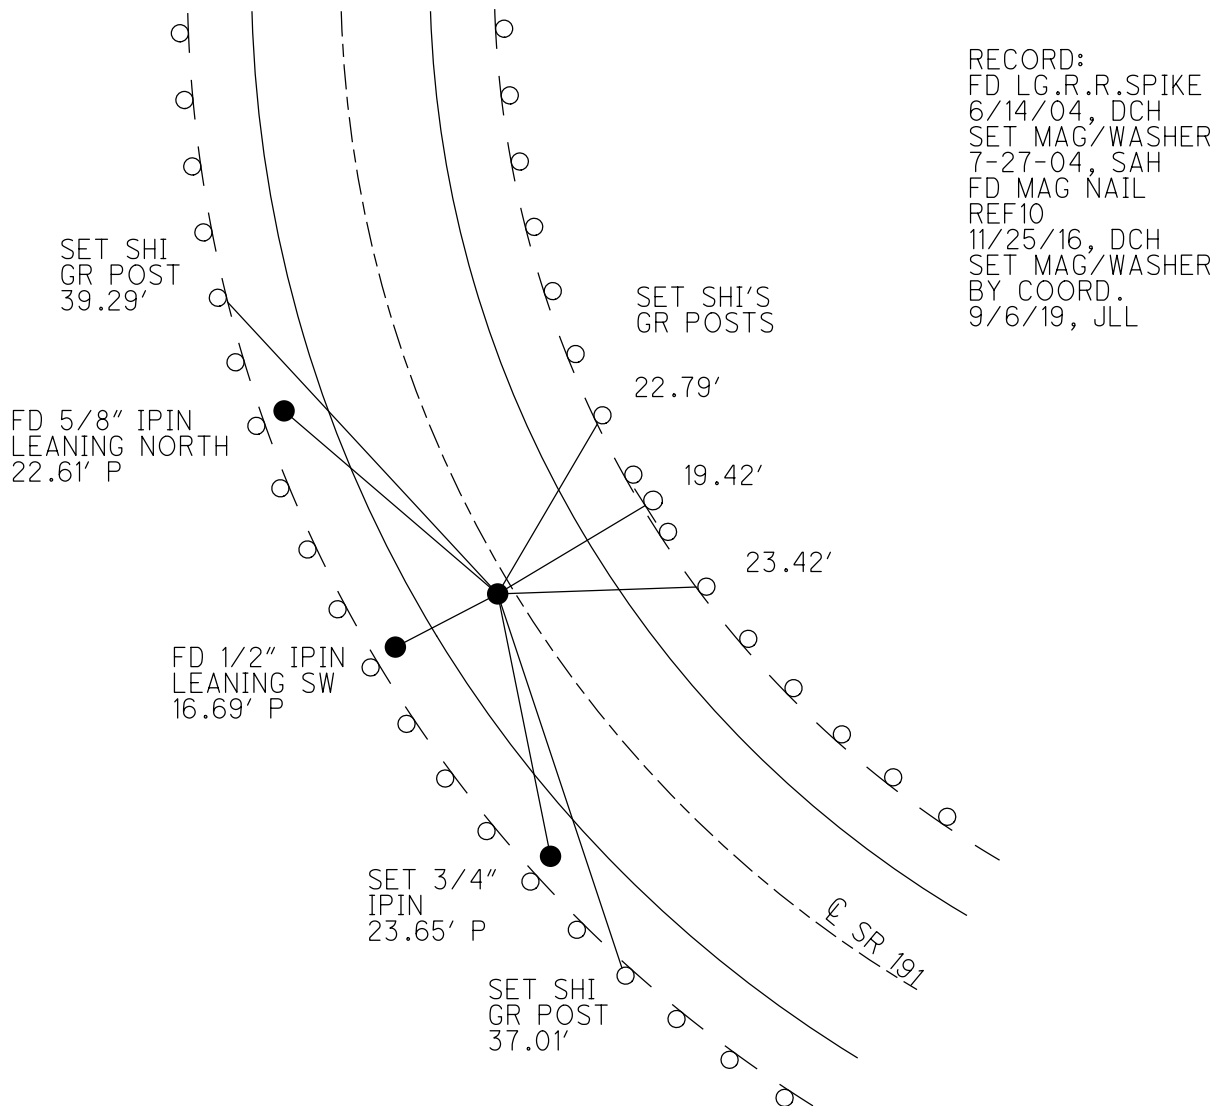 RECORD:
FD LG.R.R.SPIKE
6/14/04, DCH
SET MAG/WASHER
7-27-04, SAH
FD MAG NAIL
REF10
11/25/16, DCH
SET MAG/WASHER
BY COORD.
9/6/19, JLL
SET SHI
GR POST
39.29'
SET SHI'S
GR POSTS
22.79'
19.42'
23.42'
FD 5/8" IPIN
LEANING NORTH
22.61' P
FD 1/2" IPIN
LEANING SW
16.69' P
SET 3/4"
IPIN
23.65' P
SET SHI
GR POST
37.01'
℄ SR 191